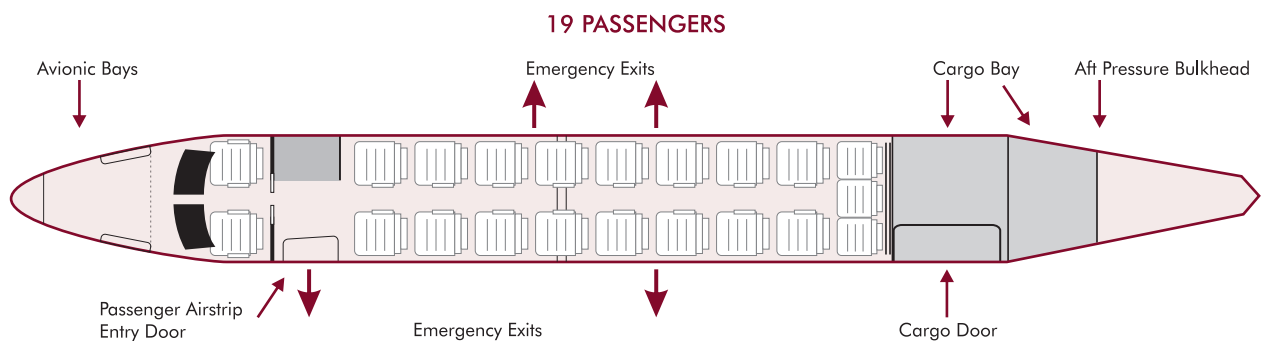 19 PASSENGERS
Avionic Bays
Emergency Exits
Cargo Bay
Aft Pressure Bulkhead
Passenger Airstrip
Entry Door
Emergency Exits
Cargo Door